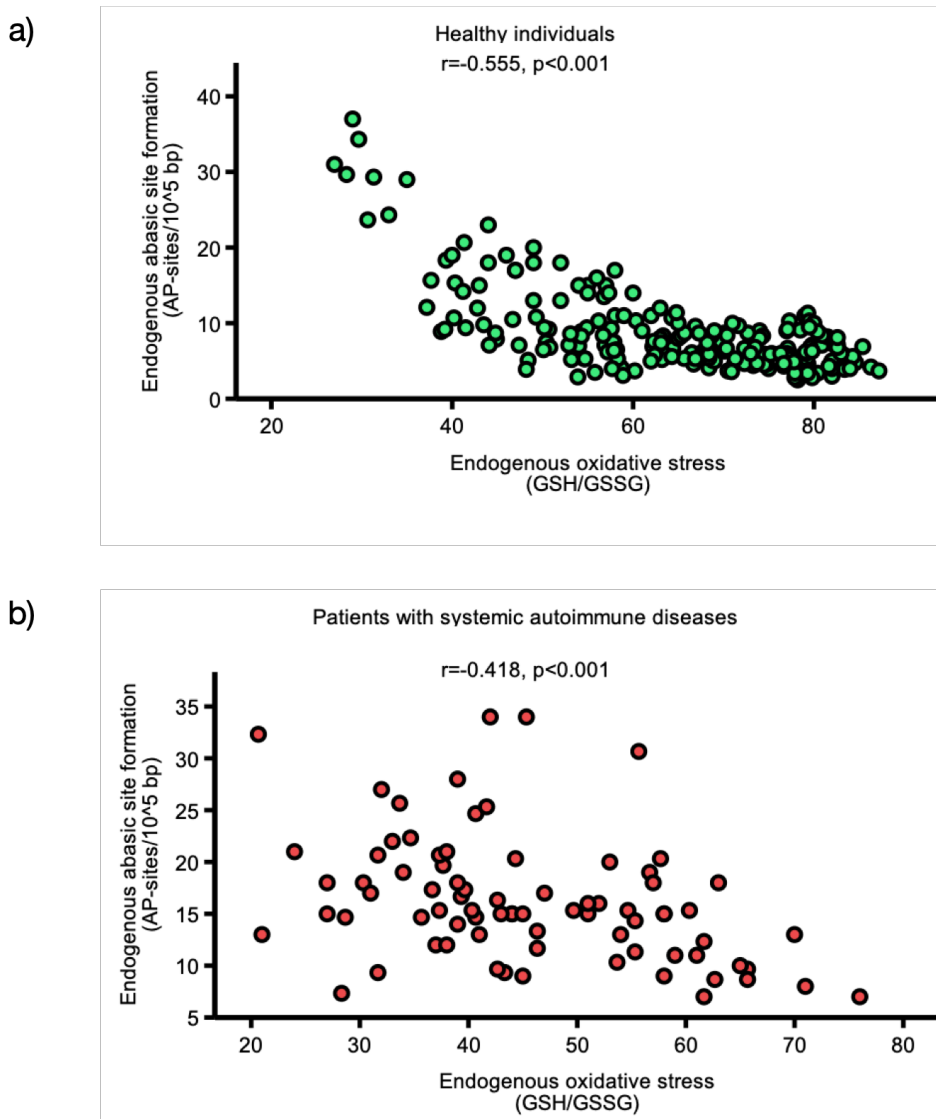 a)
Healthy individuals
r=-0.555, p<0.001
Endogenous abasic site formation
(AP-sites/10^5 bp)
40
30
20
10
0
20 40 60 80
Endogenous oxidative stress
(GSH/GSSG)
b)
Patients with systemic autoimmune diseases
r=-0.418, p<0.001
Endogenous abasic site formation
(AP-sites/10^5 bp)
35
30
25
20
15
10
5
20 30 40 50 60 70 80
Endogenous oxidative stress
(GSH/GSSG)